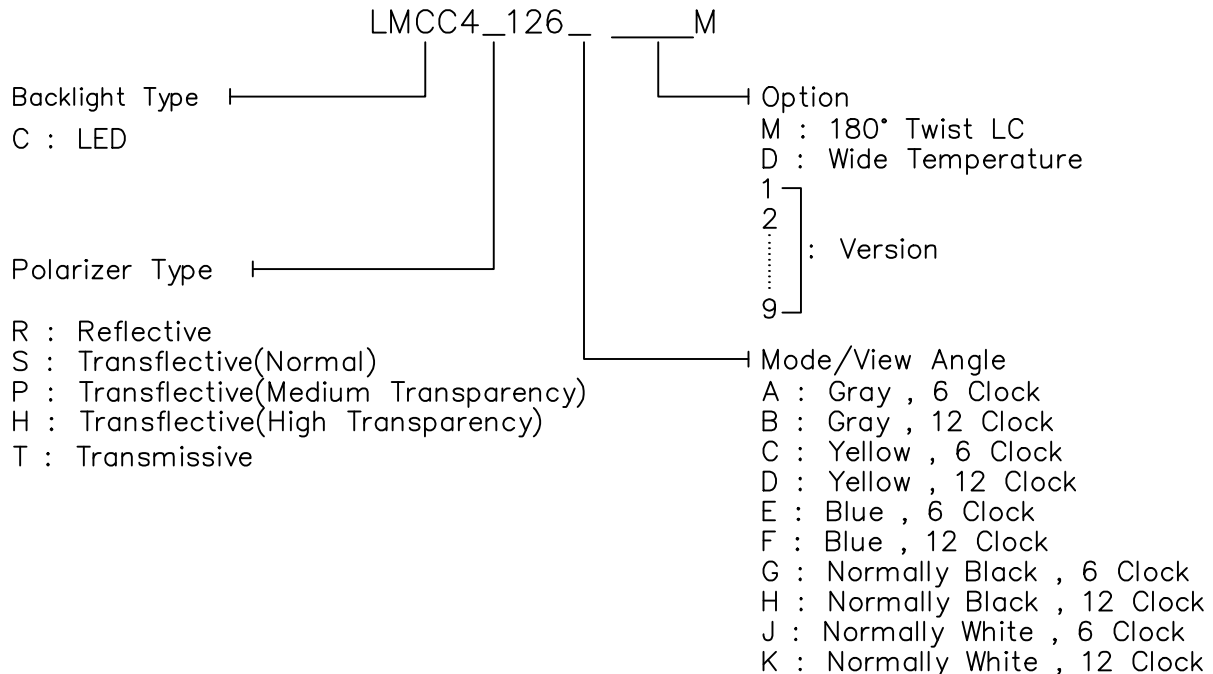 LMCC4_126_ ____M
Backlight Type
C : LED
Polarizer Type
R : Reflective
S : Transflective(Normal)
P : Transflective(Medium Transparency)
H : Transflective(High Transparency)
T : Transmissive
Option
M : 180° Twist LC
D : Wide Temperature
1
2
9
: Version
Mode/View Angle
A : Gray , 6 Clock
B : Gray , 12 Clock
C : Yellow , 6 Clock
D : Yellow , 12 Clock
E : Blue , 6 Clock
F : Blue , 12 Clock
G : Normally Black , 6 Clock
H : Normally Black , 12 Clock
J : Normally White , 6 Clock
K : Normally White , 12 Clock